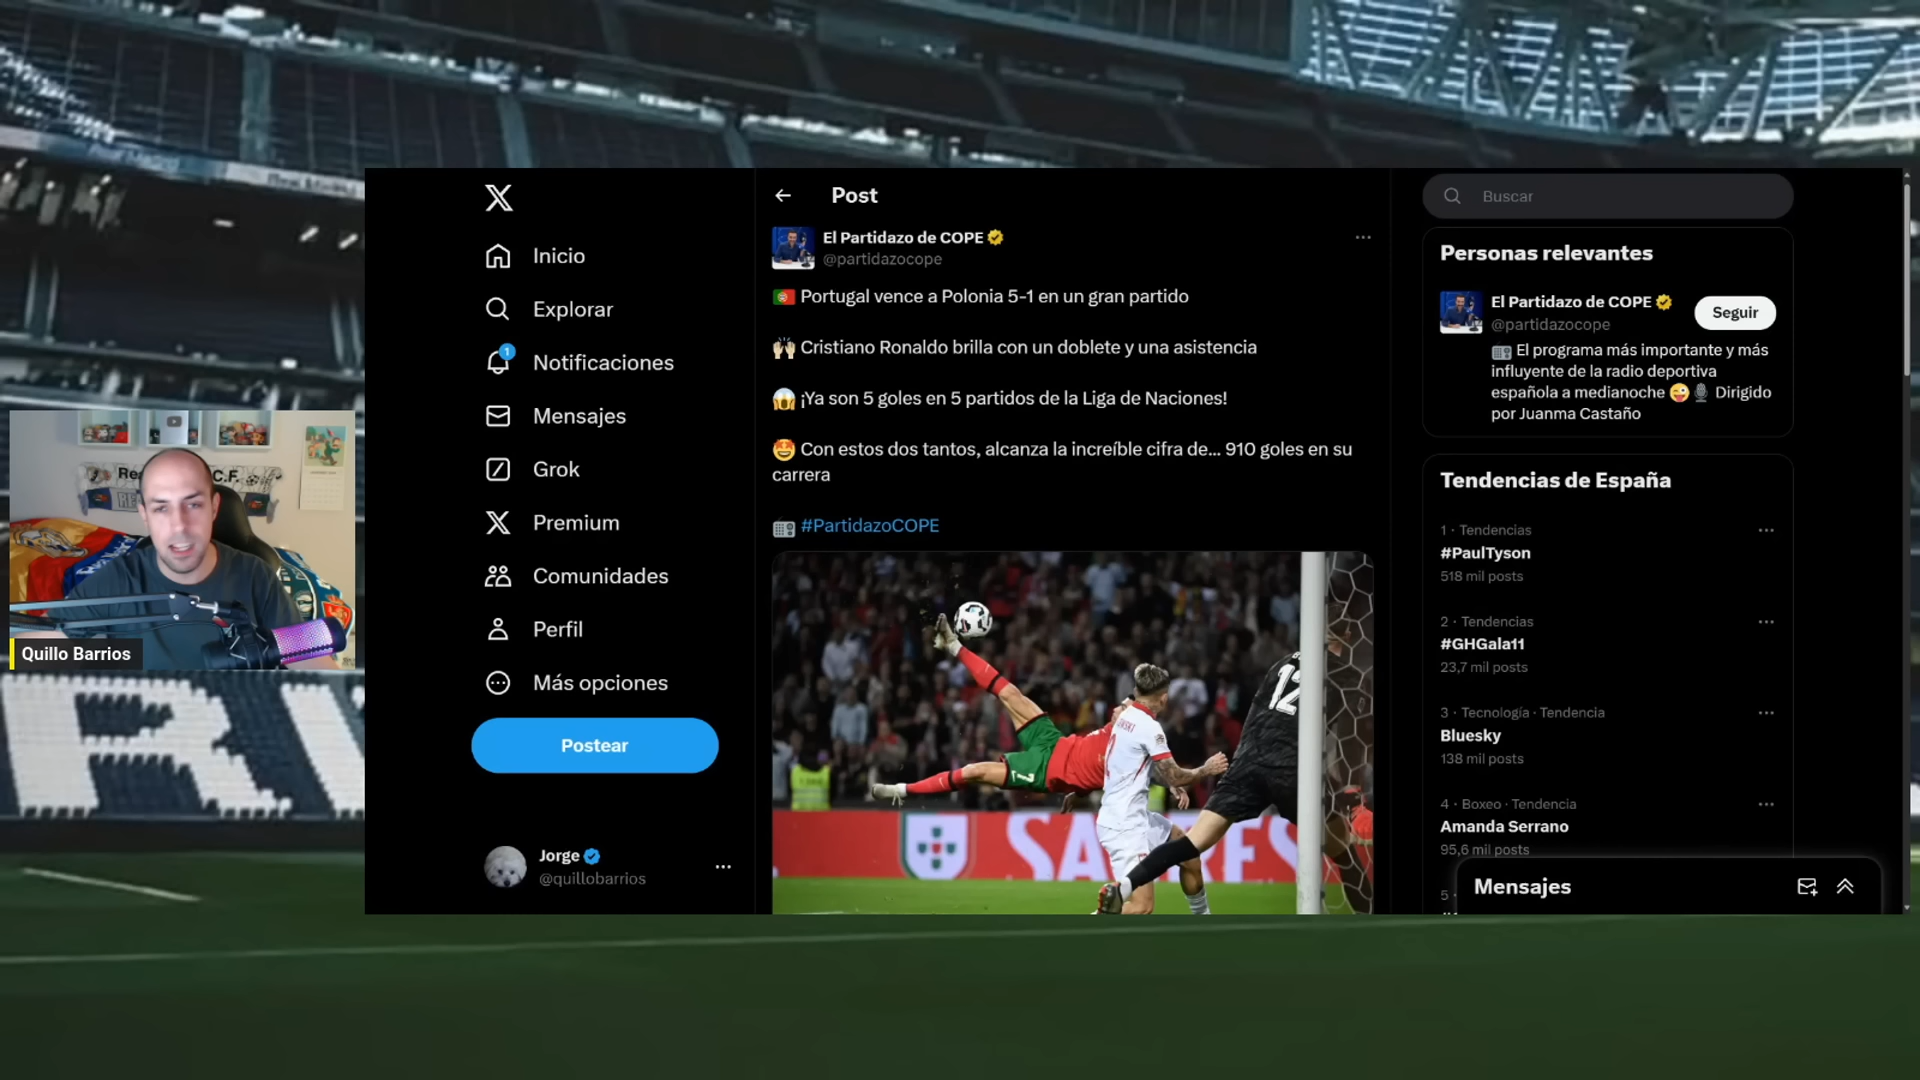 Post
El Partidazo de COPE
@partidazocope
Portugal vence a Polonia 5-1 en un gran partido
Cristiano Ronaldo brilla con un doblete y una asistencia
¡Ya son 5 goles en 5 partidos de la Liga de Naciones!
Con estos dos tantos, alcanza la increíble cifra de... 910 goles en su
carrera
#PartidazoCOPE
12
7
SAGRES
Inicio
Explorar
1
Notificaciones
Mensajes
Grok
Premium
Comunidades
Perfil
Más opciones
Postear
Jorge
@quillobarrios
Buscar
Personas relevantes
El Partidazo de COPE
@partidazocope
Seguir
El programa más importante y más
influyente de la radio deportiva
española a medianoche Dirigido
por Juanma Castaño
Tendencias de España
1 · Tendencias
#PaulTyson
518 mil posts
2 · Tendencias
#GHGala11
23,7 mil posts
3 · Tecnología · Tendencia
Bluesky
138 mil posts
4 · Boxeo · Tendencia
Amanda Serrano
95,6 mil posts
5 ·
Mensajes
Quillo Barrios